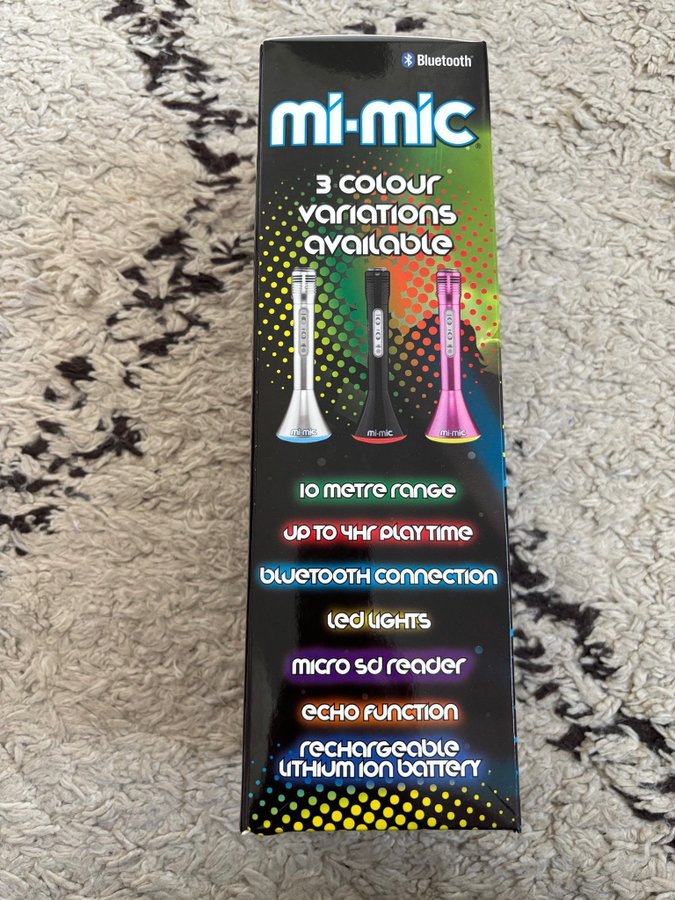 Bluetooth®
mi-mic®
3 COLOUR
VARIATIONS
AVAILABLE
mi-mic mi-mic mi-mic
10 METRE RANGE
UP TO 4HR PLAY TIME
BLUETOOTH CONNECTION
LED LIGHTS
MICRO SD READER
ECHO FUNCTION
RECHARGEABLE
LITHIUM ION BATTERY